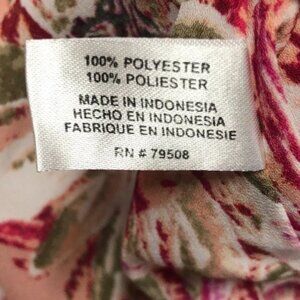 100% POLYESTER
100% POLIESTER
MADE IN INDONESIA
HECHO EN INDONESIA
FABRIQUE EN INDONESIE
RN # 79508